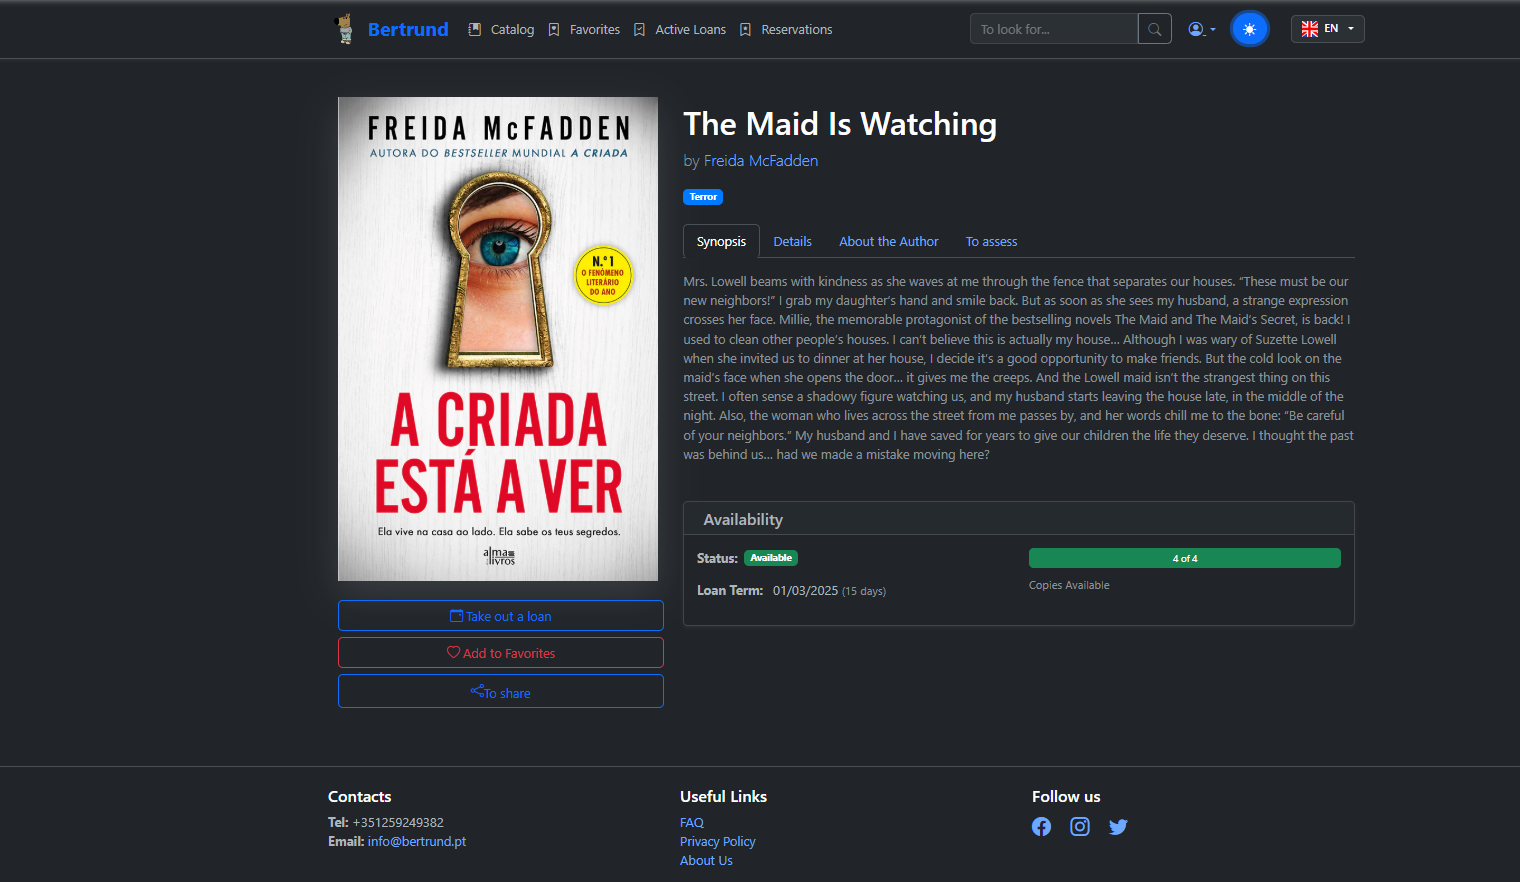 Bertrund
Catalog
Favorites
Active Loans
Reservations
To look for...
EN
FREIDA McFADDEN
AUTORA DO BESTSELLER MUNDIAL A CRIADA
N.º 1
O FENÓMENO
LITERÁRIO
DO ANO
A CRIADA
ESTÁ A VER
Ela vive na casa ao lado. Ela sabe os teus segredos.
alma
dos
livros
Take out a loan
Add to Favorites
To share
The Maid Is Watching
by Freida McFadden
Terror
Synopsis
Details
About the Author
To assess
Mrs. Lowell beams with kindness as she waves at me through the fence that separates our houses. “These must be our
new neighbors!” I grab my daughter’s hand and smile back. But as soon as she sees my husband, a strange expression
crosses her face. Millie, the memorable protagonist of the bestselling novels The Maid and The Maid’s Secret, is back! I
used to clean other people’s houses. I can’t believe this is actually my house... Although I was wary of Suzette Lowell
when she invited us to dinner at her house, I decide it’s a good opportunity to make friends. But the cold look on the
maid’s face when she opens the door... it gives me the creeps. And the Lowell maid isn’t the strangest thing on this
street. I often sense a shadowy figure watching us, and my husband starts leaving the house late, in the middle of the
night. Also, the woman who lives across the street from me passes by, and her words chill me to the bone: “Be careful
of your neighbors.” My husband and I have saved for years to give our children the life they deserve. I thought the past
was behind us... had we made a mistake moving here?
Availability
Status: Available
4 of 4
Loan Term: 01/03/2025 (15 days)
Copies Available
Contacts
Tel: +351259249382
Email: info@bertrund.pt
Useful Links
FAQ
Privacy Policy
About Us
Follow us